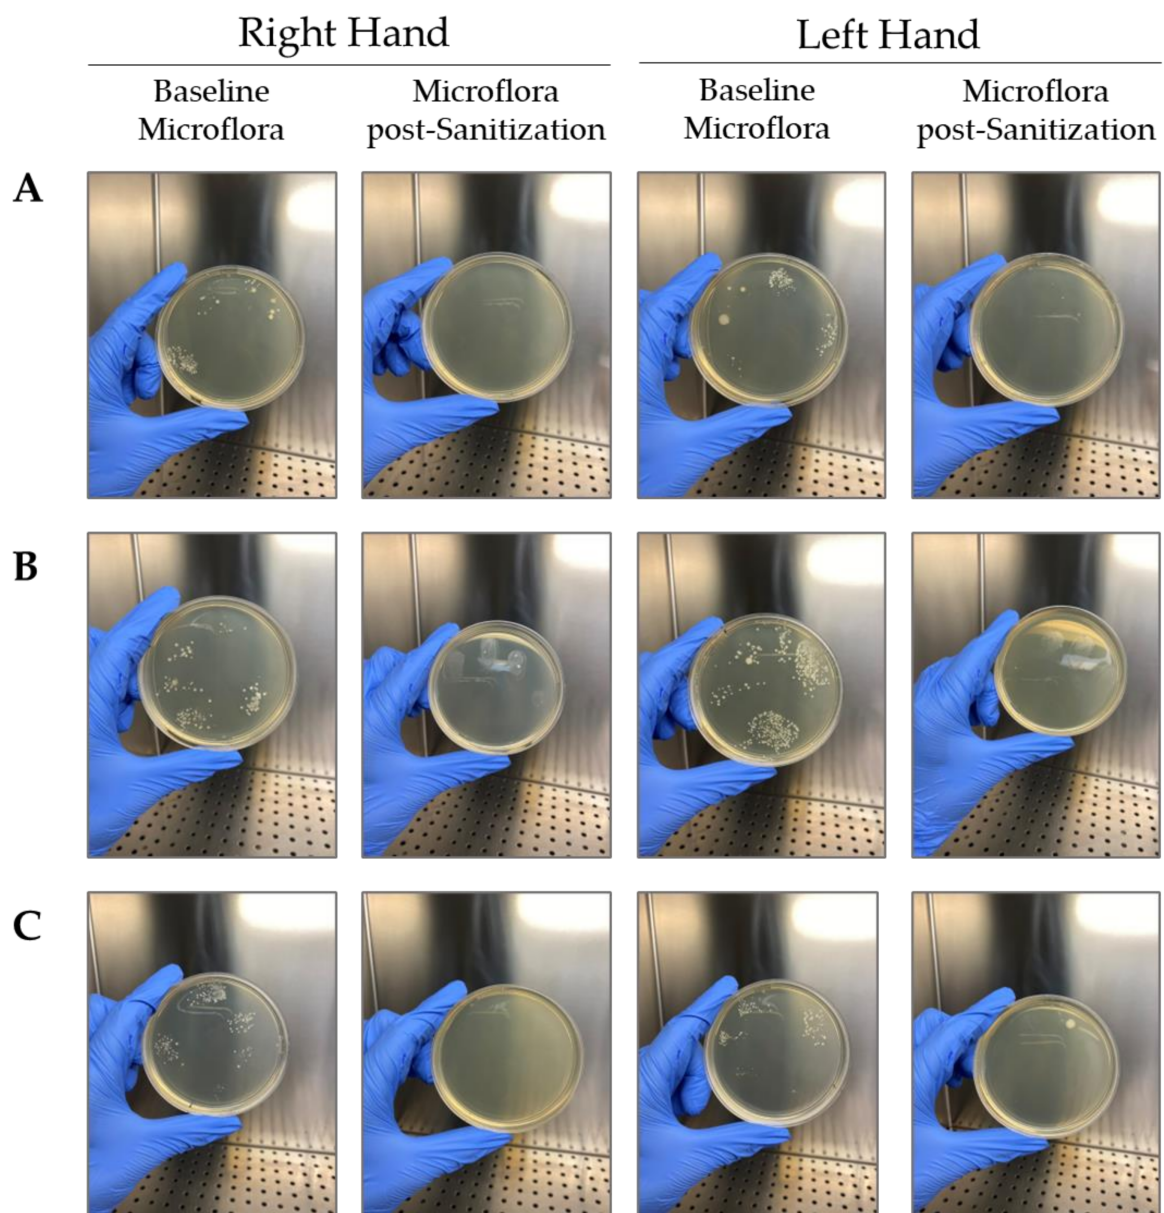 Right Hand
Left Hand
Baseline
Microflora
Microflora
post-Sanitization
Baseline
Microflora
Microflora
post-Sanitization
A
B
C